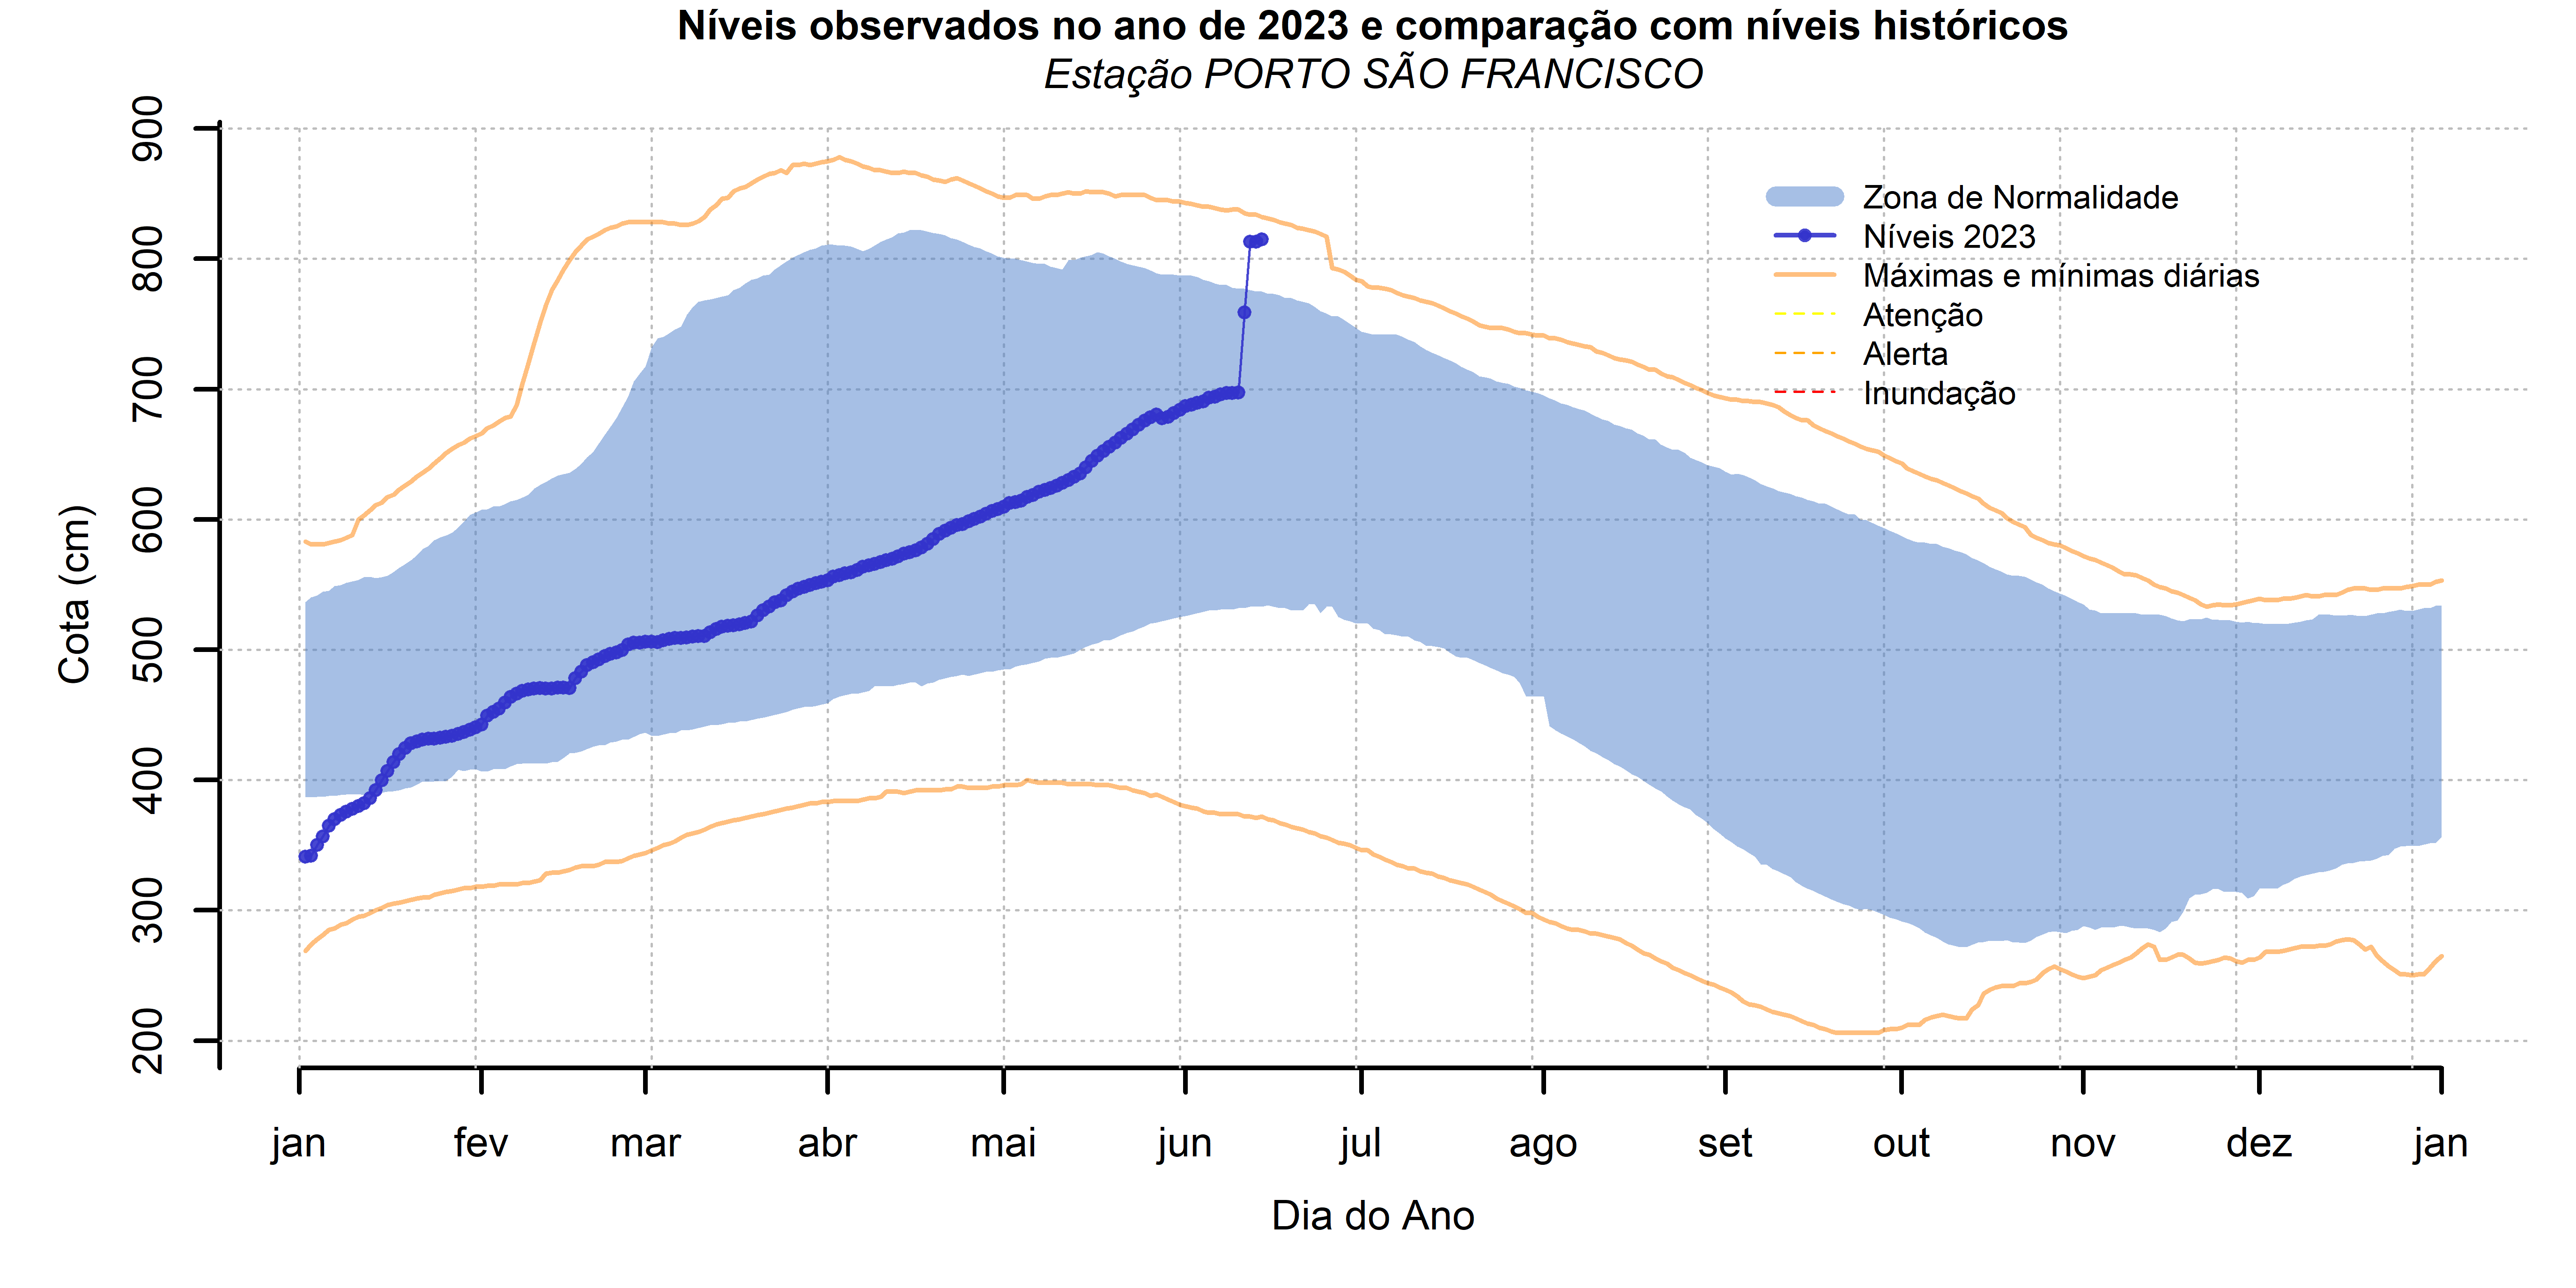 Níveis observados no ano de 2023 e comparação com níveis históricos
Estação PORTO SÃO FRANCISCO
900
800
700
600
500
400
300
200
Cota (cm)
Zona de Normalidade
Níveis 2023
Máximas e mínimas diárias
Atenção
Alerta
Inundação
jan fev mar abr mai jun jul ago set out nov dez jan
Dia do Ano